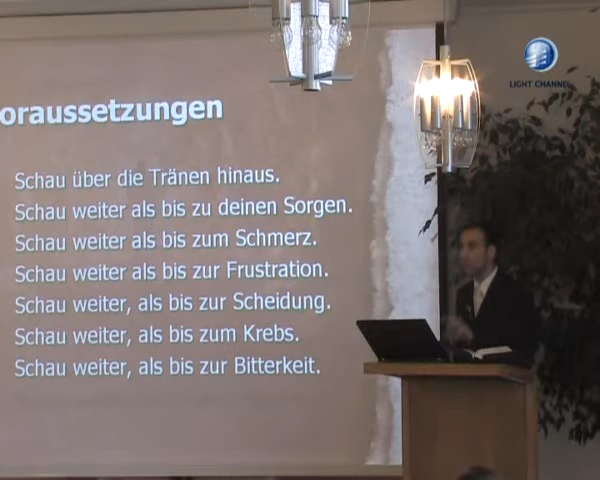 LIGHT CHANNEL
oraussetzungen
Schau über die Tränen hinaus.
Schau weiter als bis zu deinen Sorgen.
Schau weiter als bis zum Schmerz.
Schau weiter als bis zur Frustration.
Schau weiter, als bis zur Scheidung.
Schau weiter, als bis zum Krebs.
Schau weiter, als bis zur Bitterkeit.